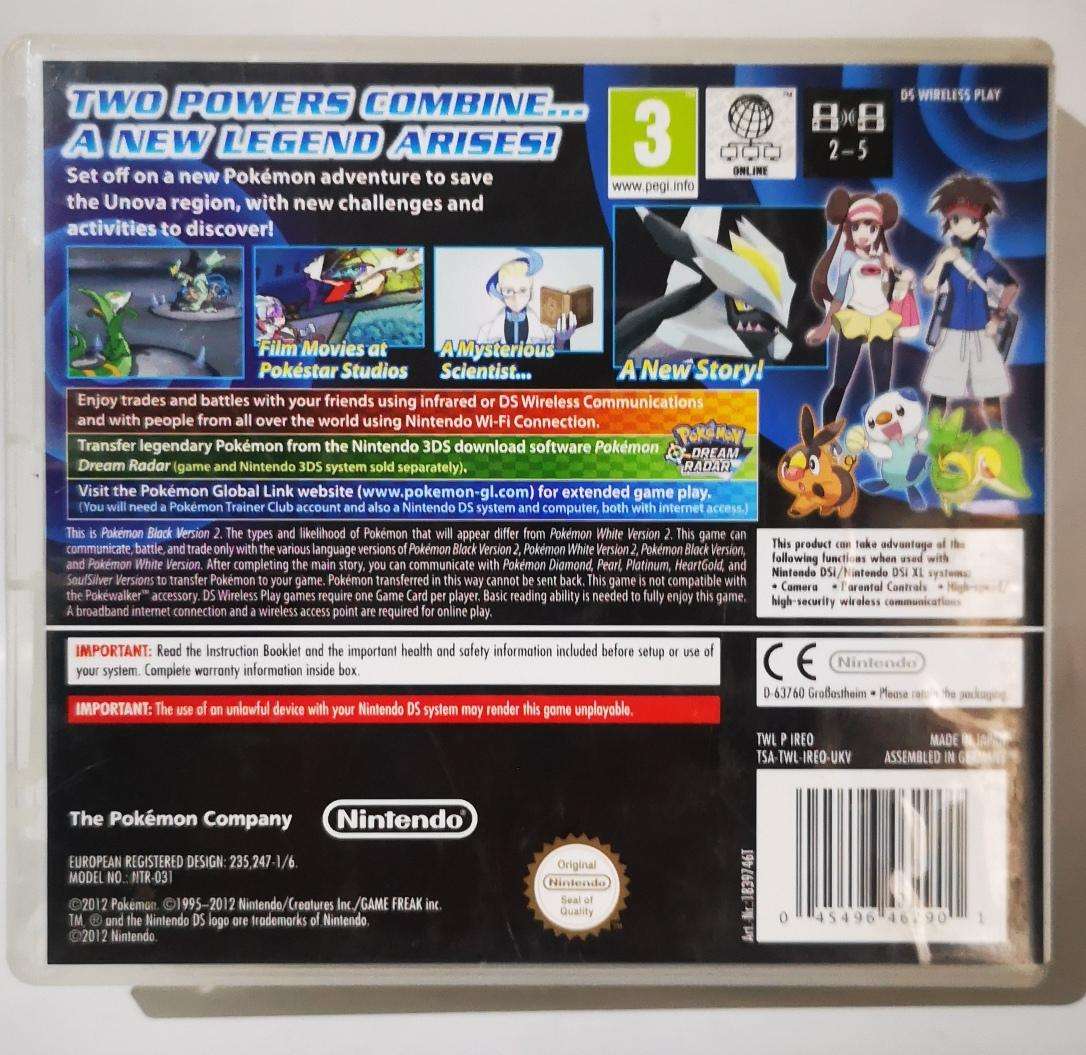 TWO POWERS COMBINE...
A NEW LEGEND ARISES!
Set off on a new Pokémon adventure to save
the Unova region, with new challenges and
activities to discover!
3
www.pegi.info
TM
ONLINE
2-5
DS WIRELESS PLAY
Film Movies at
Pokéstar Studios
A Mysterious
Scientist...
A New Story!
Enjoy trades and battles with your friends using infrared or DS Wireless Communications
and with people from all over the world using Nintendo Wi-Fi Connection.
Transfer legendary Pokémon from the Nintendo 3DS download software Pokémon
Dream Radar (game and Nintendo 3DS system sold separately).
Pokémon
DREAM
RADAR
Visit the Pokémon Global Link website (www.pokemon-gl.com) for extended game play.
(You will need a Pokémon Trainer Club account and also a Nintendo DS system and computer, both with internet access.)
This is Pokémon Black Version 2. The types and likelihood of Pokémon that will appear differ from Pokémon White Version 2. This game can
communicate, battle, and trade only with the various language versions of Pokémon Black Version 2, Pokémon White Version 2, Pokémon Black Version,
and Pokémon White Version. After completing the main story, you can communicate with Pokémon Diamond, Pearl, Platinum, HeartGold, and
SoulSilver Versions to transfer Pokémon to your game. Pokémon transferred in this way cannot be sent back. This game is not compatible with
the Pokéwalker™ accessory. DS Wireless Play games require one Game Card per player. Basic reading ability is needed to fully enjoy this game.
A broadband internet connection and a wireless access point are required for online play.
This product can take advantage of the
following functions when used with
Nintendo DSi/Nintendo DSi XL systems:
• Camera • Parental Controls • High-speed/
high-security wireless communications
IMPORTANT: Read the Instruction Booklet and the important health and safety information included before setup or use of
your system. Complete warranty information inside box.
IMPORTANT: The use of an unlawful device with your Nintendo DS system may render this game unplayable.
CE Nintendo
D-63760 Großostheim • Please retain the packaging.
TWL P IREO MADE IN JAPAN
TSA-TWL-IREO-UKV ASSEMBLED IN GERMANY
The Pokémon Company
Nintendo®
EUROPEAN REGISTERED DESIGN: 235,247-1/6.
MODEL NO.: NTR-031
©2012 Pokémon. ©1995–2012 Nintendo/Creatures Inc./GAME FREAK inc.
TM, ® and the Nintendo DS logo are trademarks of Nintendo.
©2012 Nintendo.
Original
Nintendo
Seal of
Quality
TM
Art. Nr.:1839746T
0 45496 46290 1